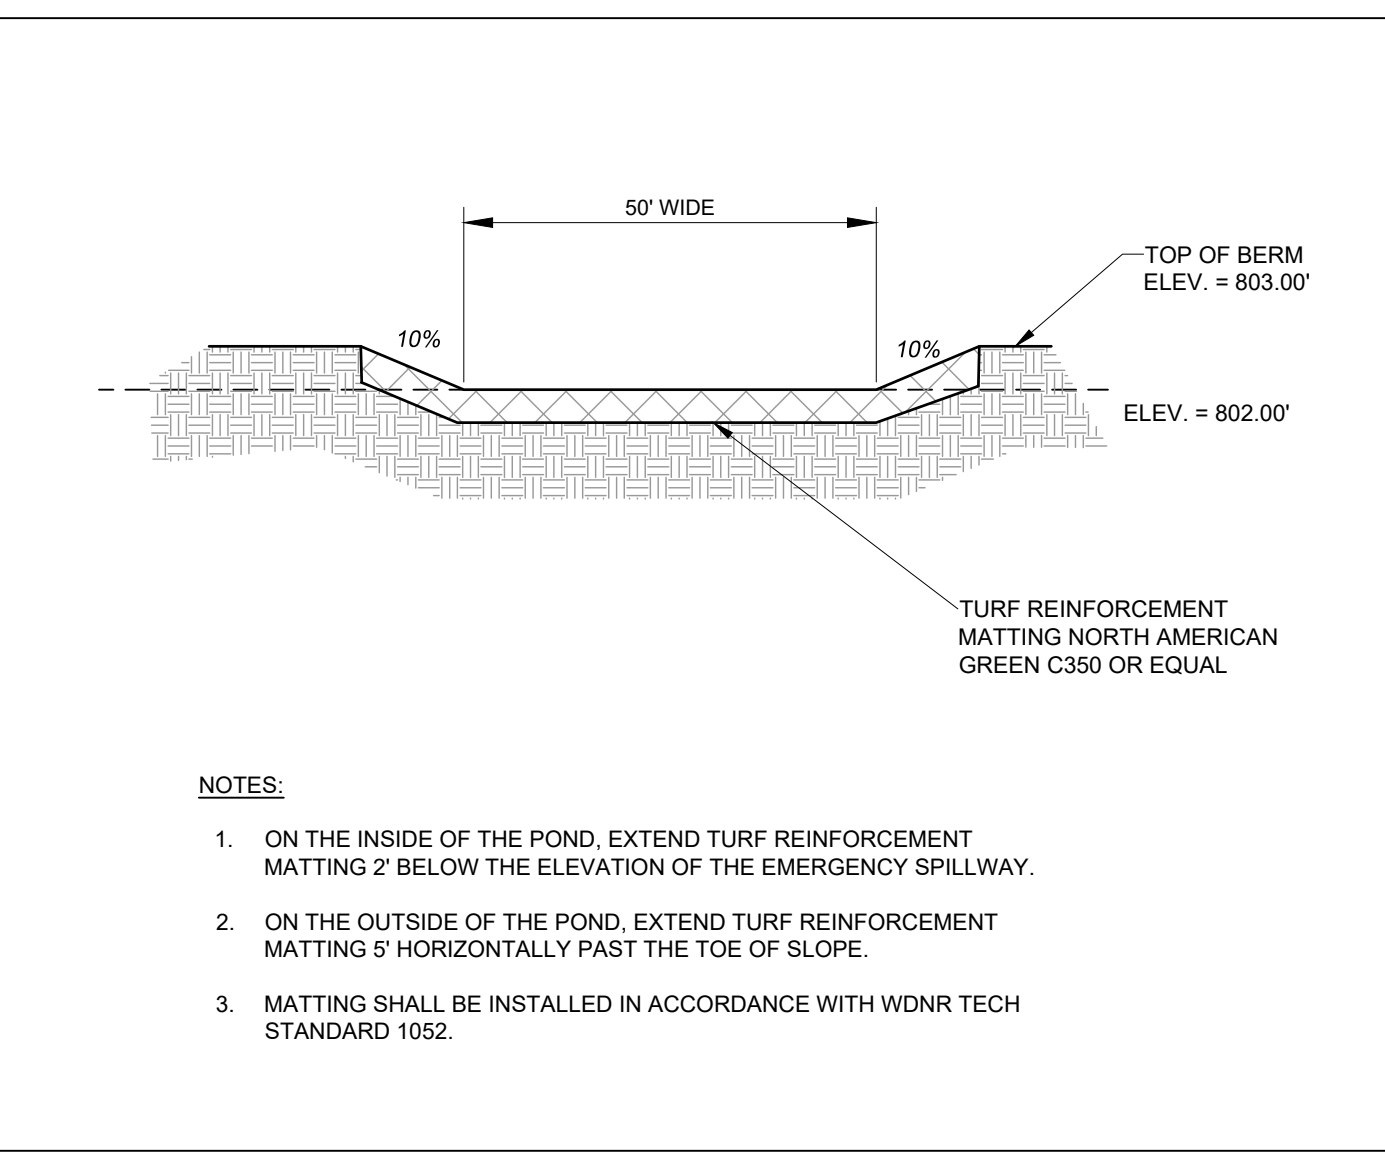 50' WIDE
TOP OF BERM
ELEV. = 803.00'
10%
10%
ELEV. = 802.00'
TURF REINFORCEMENT
MATTING NORTH AMERICAN
GREEN C350 OR EQUAL
NOTES:
1. ON THE INSIDE OF THE POND, EXTEND TURF REINFORCEMENT
MATTING 2' BELOW THE ELEVATION OF THE EMERGENCY SPILLWAY.
2. ON THE OUTSIDE OF THE POND, EXTEND TURF REINFORCEMENT
MATTING 5' HORIZONTALLY PAST THE TOE OF SLOPE.
3. MATTING SHALL BE INSTALLED IN ACCORDANCE WITH WDNR TECH
STANDARD 1052.